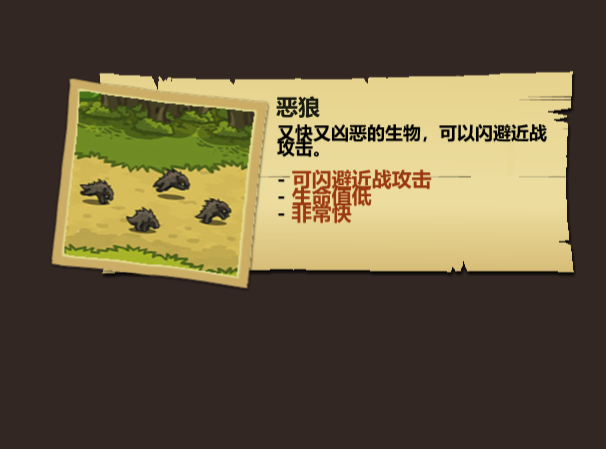 恶狼
又快又凶恶的生物，可以闪避近战
攻击。
- 可闪避近战攻击
- 生命值低
- 非常快